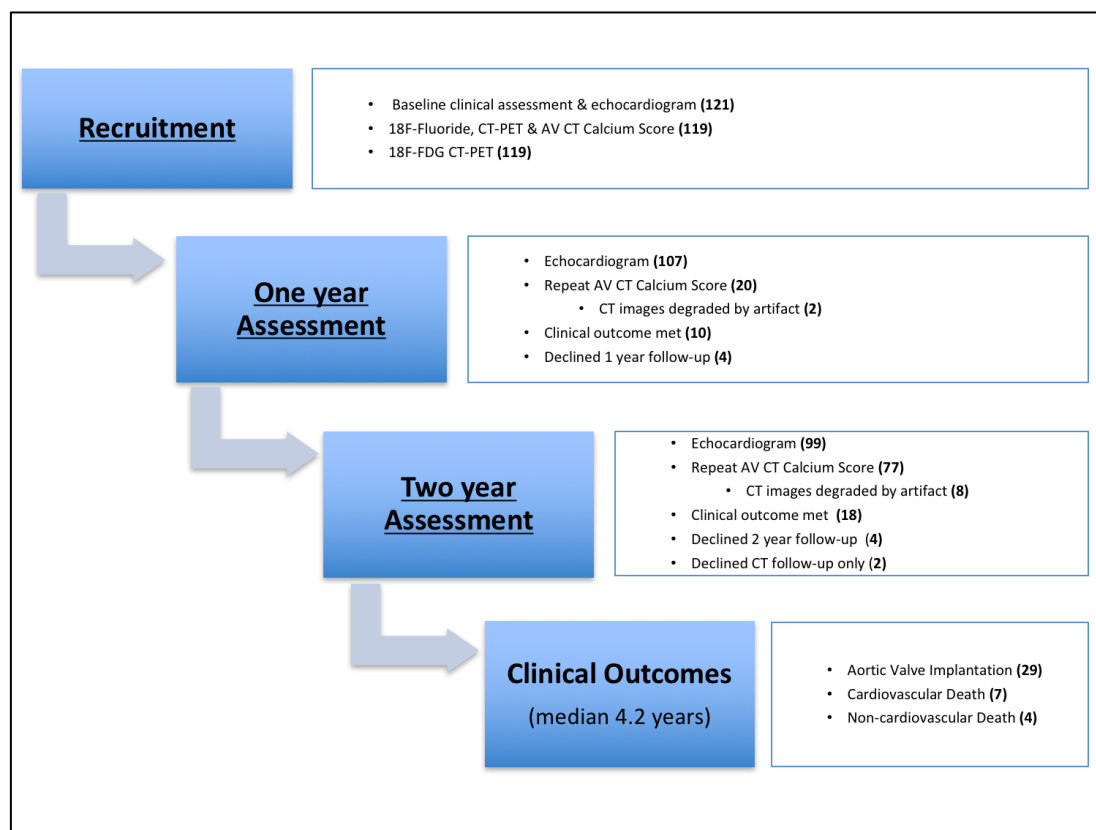 Recruitment
• Baseline clinical assessment & echocardiogram (121)
• 18F-Fluoride, CT-PET & AV CT Calcium Score (119)
• 18F-FDG CT-PET (119)
One year
Assessment
• Echocardiogram (107)
• Repeat AV CT Calcium Score (20)
• CT images degraded by artifact (2)
• Clinical outcome met (10)
• Declined 1 year follow-up (4)
Two year
Assessment
• Echocardiogram (99)
• Repeat AV CT Calcium Score (77)
• CT images degraded by artifact (8)
• Clinical outcome met (18)
• Declined 2 year follow-up (4)
• Declined CT follow-up only (2)
Clinical Outcomes
(median 4.2 years)
• Aortic Valve Implantation (29)
• Cardiovascular Death (7)
• Non-cardiovascular Death (4)